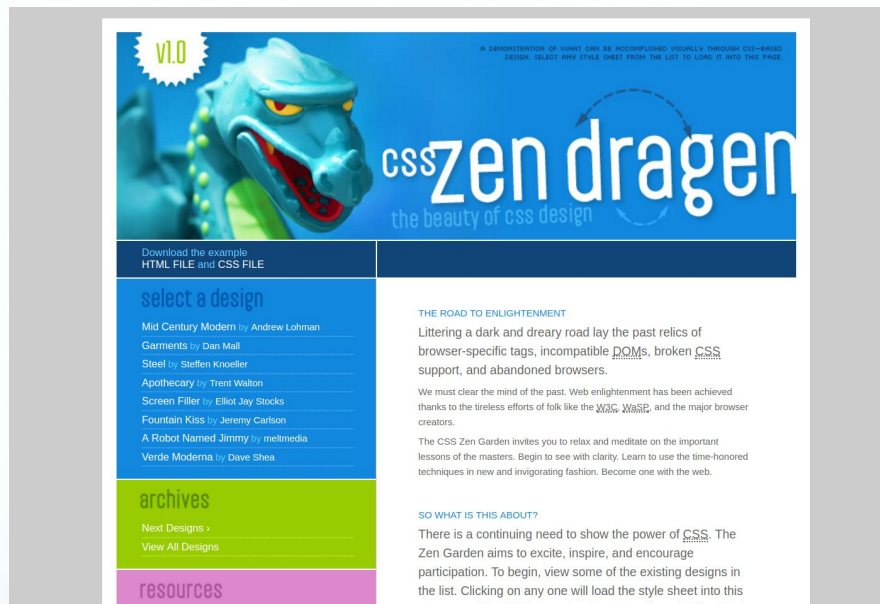 v1.0
A DEMONSTRATION OF WHAT CAN BE ACCOMPLISHED VISUALLY THROUGH CSS-BASED
DESIGN. SELECT ANY STYLE SHEET FROM THE LIST TO LOAD IT INTO THIS PAGE.
css zen dragen
the beauty of css design
Download the example
HTML FILE and CSS FILE
select a design
Mid Century Modern by Andrew Lohman
Garments by Dan Mall
Steel by Steffen Knoeller
Apothecary by Trent Walton
Screen Filler by Elliot Jay Stocks
Fountain Kiss by Jeremy Carlson
A Robot Named Jimmy by meltmedia
Verde Moderna by Dave Shea
archives
Next Designs ›
View All Designs
resources
THE ROAD TO ENLIGHTENMENT
Littering a dark and dreary road lay the past relics of
browser-specific tags, incompatible DOMs, broken CSS
support, and abandoned browsers.
We must clear the mind of the past. Web enlightenment has been achieved
thanks to the tireless efforts of folk like the W3C, WaSP, and the major browser
creators.
The CSS Zen Garden invites you to relax and meditate on the important
lessons of the masters. Begin to see with clarity. Learn to use the time-honored
techniques in new and invigorating fashion. Become one with the web.
SO WHAT IS THIS ABOUT?
There is a continuing need to show the power of CSS. The
Zen Garden aims to excite, inspire, and encourage
participation. To begin, view some of the existing designs in
the list. Clicking on any one will load the style sheet into this